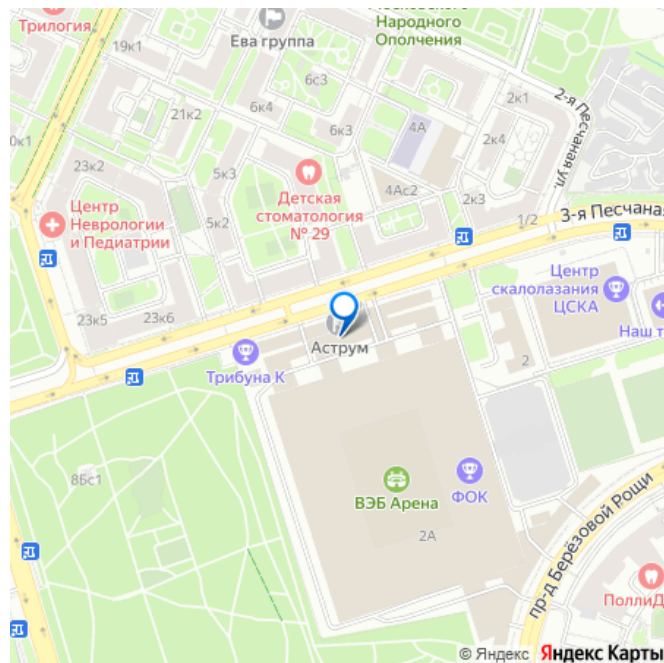 Трилогия
Московского
Народного
Ополчения
19к1
Ева группа
6с3
2к1
2-я Песчаная ул.
21к2
6к4
6к3
4А
2к4
23к2
5к3
Детская
стоматология
№ 29
4Ас2
2к3
Центр
Неврологии
и Педиатрии
5к2
1/2
3-я Песчаная
Центр
скалолазания
ЦСКА
23к5
23к6
Аструм
Наш т
Трибуна К
2
8Бс1
ВЭБ Арена
ФОК
2А
пр-д Берёзовой Рощи
ПоллиД
© Яндекс Яндекс Карты